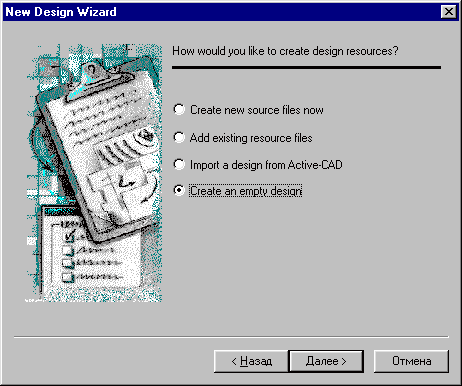 New Design Wizard
How would you like to create design resources?
Create new source files now
Add existing resource files
Import a design from Active-CAD
Create an empty design
< Назад
Далее >
Отмена